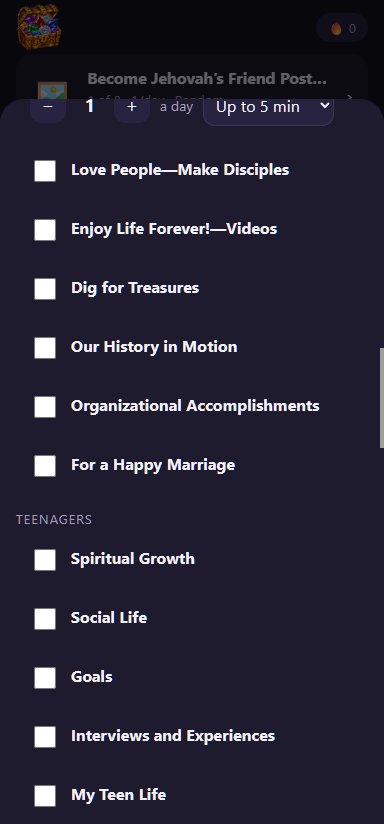 0
Become Jehovah's Friend Post...
− 1 + a day Up to 5 min
Love People—Make Disciples
Enjoy Life Forever!—Videos
Dig for Treasures
Our History in Motion
Organizational Accomplishments
For a Happy Marriage
TEENAGERS
Spiritual Growth
Social Life
Goals
Interviews and Experiences
My Teen Life